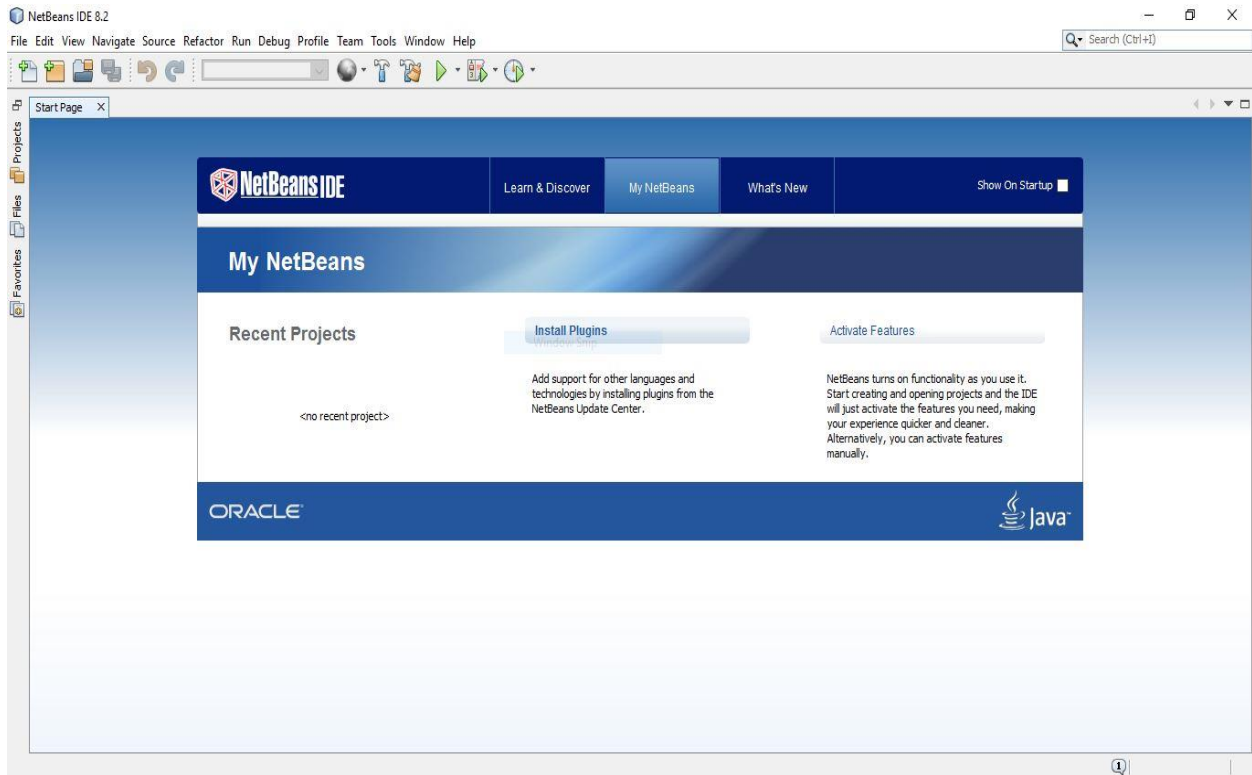 NetBeans IDE 8.2
File Edit View Navigate Source Refactor Run Debug Profile Team Tools Window Help
Search (Ctrl+I)
Start Page
Projects
Files
Favorites
NetBeans IDE
Learn & Discover
My NetBeans
What's New
Show On Startup
My NetBeans
Recent Projects
<no recent project>
Install Plugins
Window Snip
Add support for other languages and
technologies by installing plugins from the
NetBeans Update Center.
Activate Features
NetBeans turns on functionality as you use it.
Start creating and opening projects and the IDE
will just activate the features you need, making
your experience quicker and cleaner.
Alternatively, you can activate features
manually.
ORACLE
Java
1